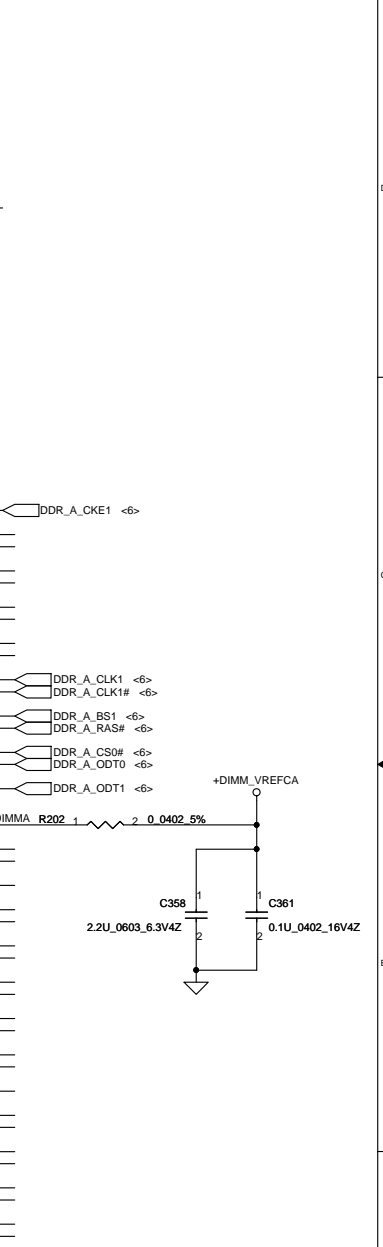 DDR_A_CKE1 <6>
DDR_A_CLK1 <6>
DDR_A_CLK1# <6>
DDR_A_BS1 <6>
DDR_A_RAS# <6>
DDR_A_CS0# <6>
DDR_A_ODT0 <6>
DDR_A_ODT1 <6>
+DIMM_VREFCA
R202 1 2 0_0402_5%
1 1
C358 C361
2.2U_0603_6.3V4Z 0.1U_0402_16V4Z
2 2